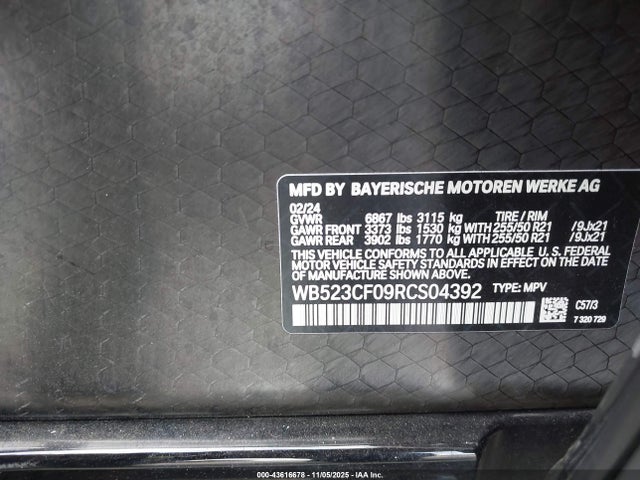 MFD BY BAYERISCHE MOTOREN WERKE AG
02/24
GVWR 6867 lbs 3115 kg TIRE / RIM
GAWR FRONT 3373 lbs 1530 kg WITH 255/50 R21 /9Jx21
GAWR REAR 3902 lbs 1770 kg WITH 255/50 R21 /9Jx21
THIS VEHICLE CONFORMS TO ALL APPLICABLE U. S. FEDERAL
MOTOR VEHICLE SAFETY STANDARDS IN EFFECT ON THE DATE
OF MANUFACTURE SHOWN ABOVE.
WB523CF09RCS04392 TYPE: MPV
C57/3
7 320 729
000-43616678 - 11/05/2025 - IAA Inc.